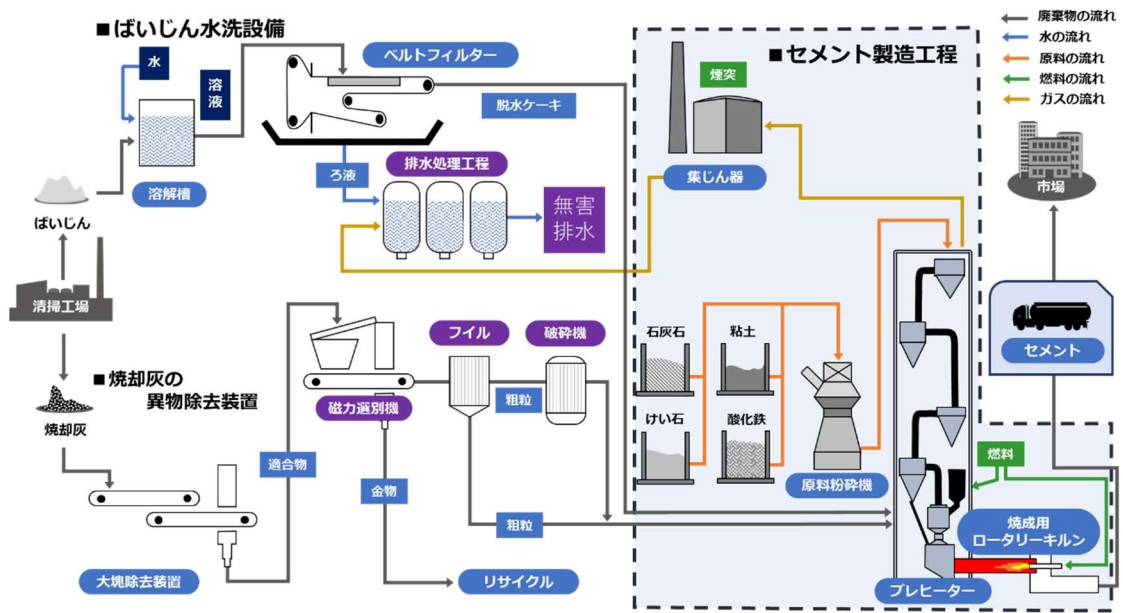 ■ばいじん水洗設備
水
溶液
ベルトフィルター
脱水ケーキ
溶解槽
ばいじん
ろ液
排水処理工程
無害
排水
清掃工場
■焼却灰の
異物除去装置
焼却灰
適合物
大塊除去装置
磁力選別機
金物
リサイクル
フイル
粗粒
破砕機
粗粒
■セメント製造工程
煙突
集じん器
石灰石
粘土
けい石
酸化鉄
原料粉砕機
燃料
焼成用
ロータリーキルン
プレヒーター
廃棄物の流れ
水の流れ
原料の流れ
燃料の流れ
ガスの流れ
市場
セメント